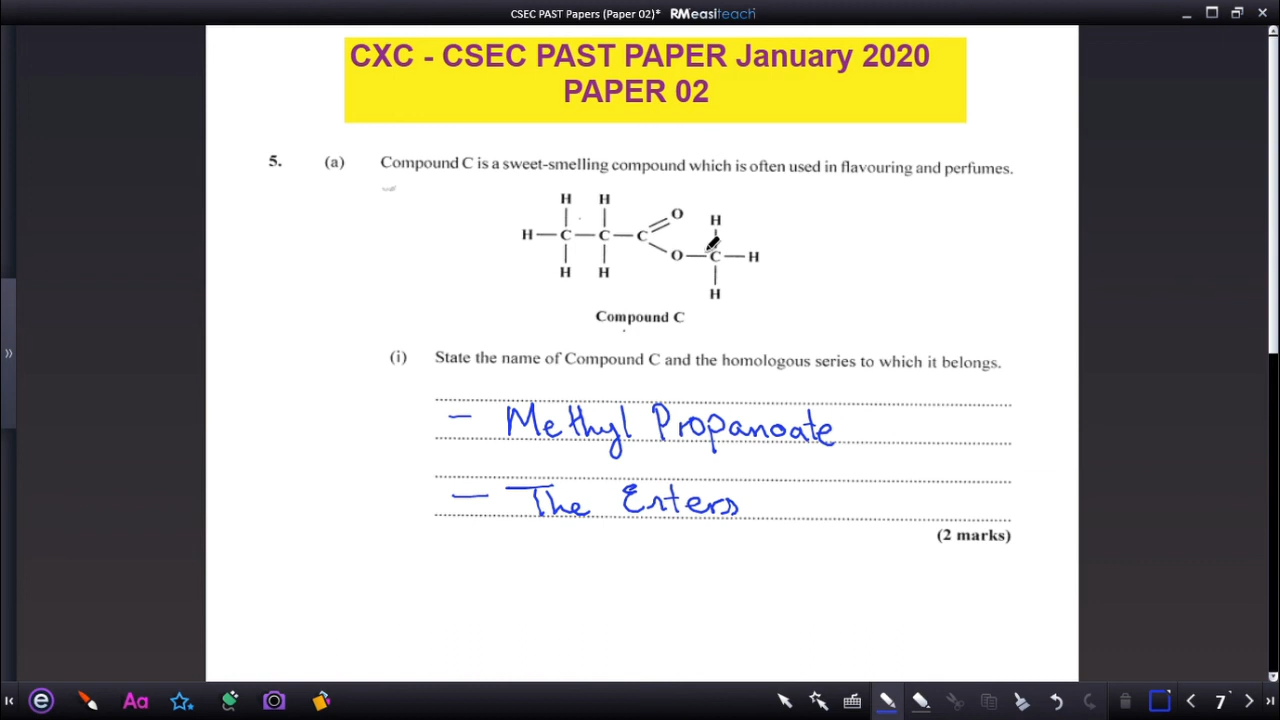 CSEC PAST Papers (Paper 02)* RMeasiteach
CXC - CSEC PAST PAPER January 2020
PAPER 02
5. (a) Compound C is a sweet-smelling compound which is often used in flavouring and perfumes.
H H
O H
H C C C
O C H
H H
H
Compound C
(i) State the name of Compound C and the homologous series to which it belongs.
- Methyl Propanoate
- The Enters
(2 marks)
Aa 7